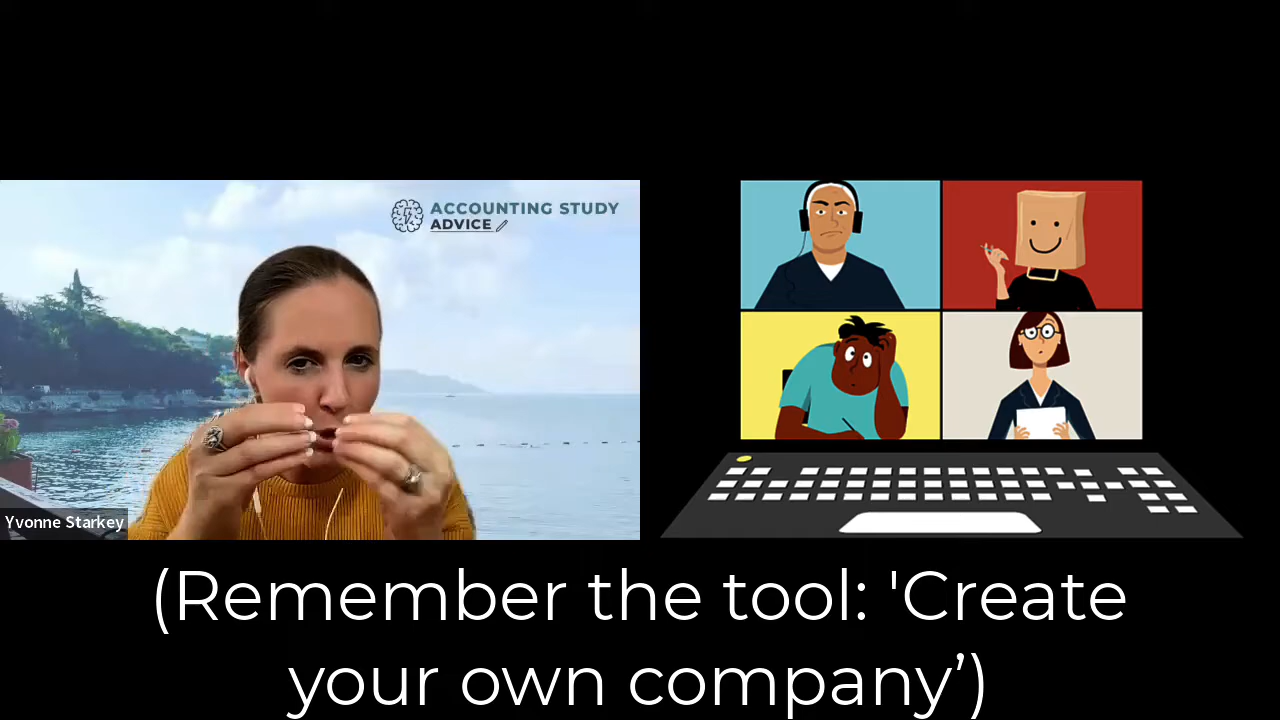 ACCOUNTING STUDY
ADVICE
Yvonne Starkey
(Remember the tool: 'Create
your own company’)